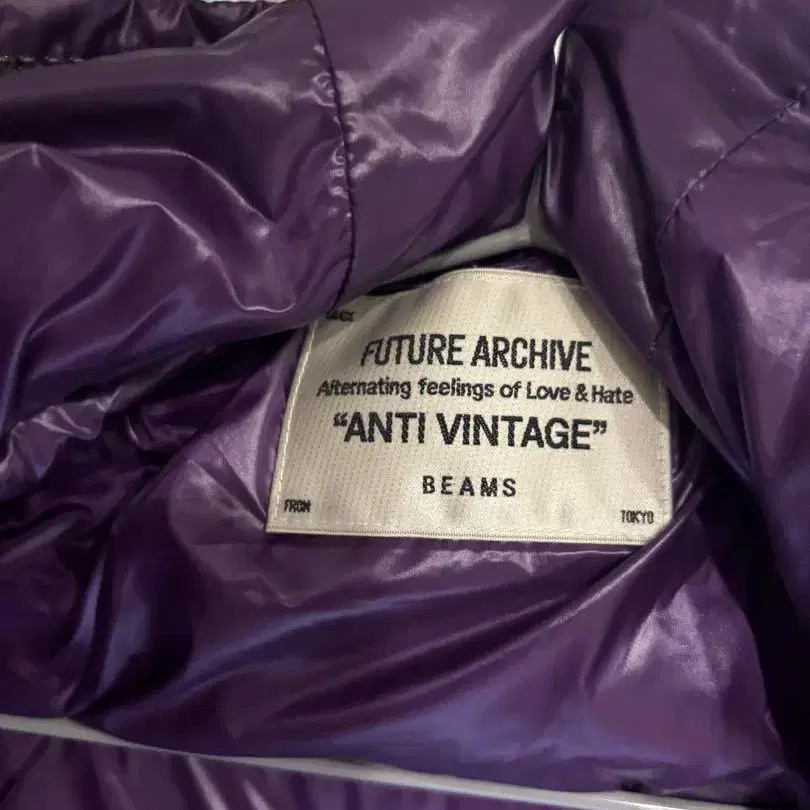 FUTURE ARCHIVE
Alternating feelings of Love & Hate
“ANTI VINTAGE”
BEAMS
FROM TOKYO